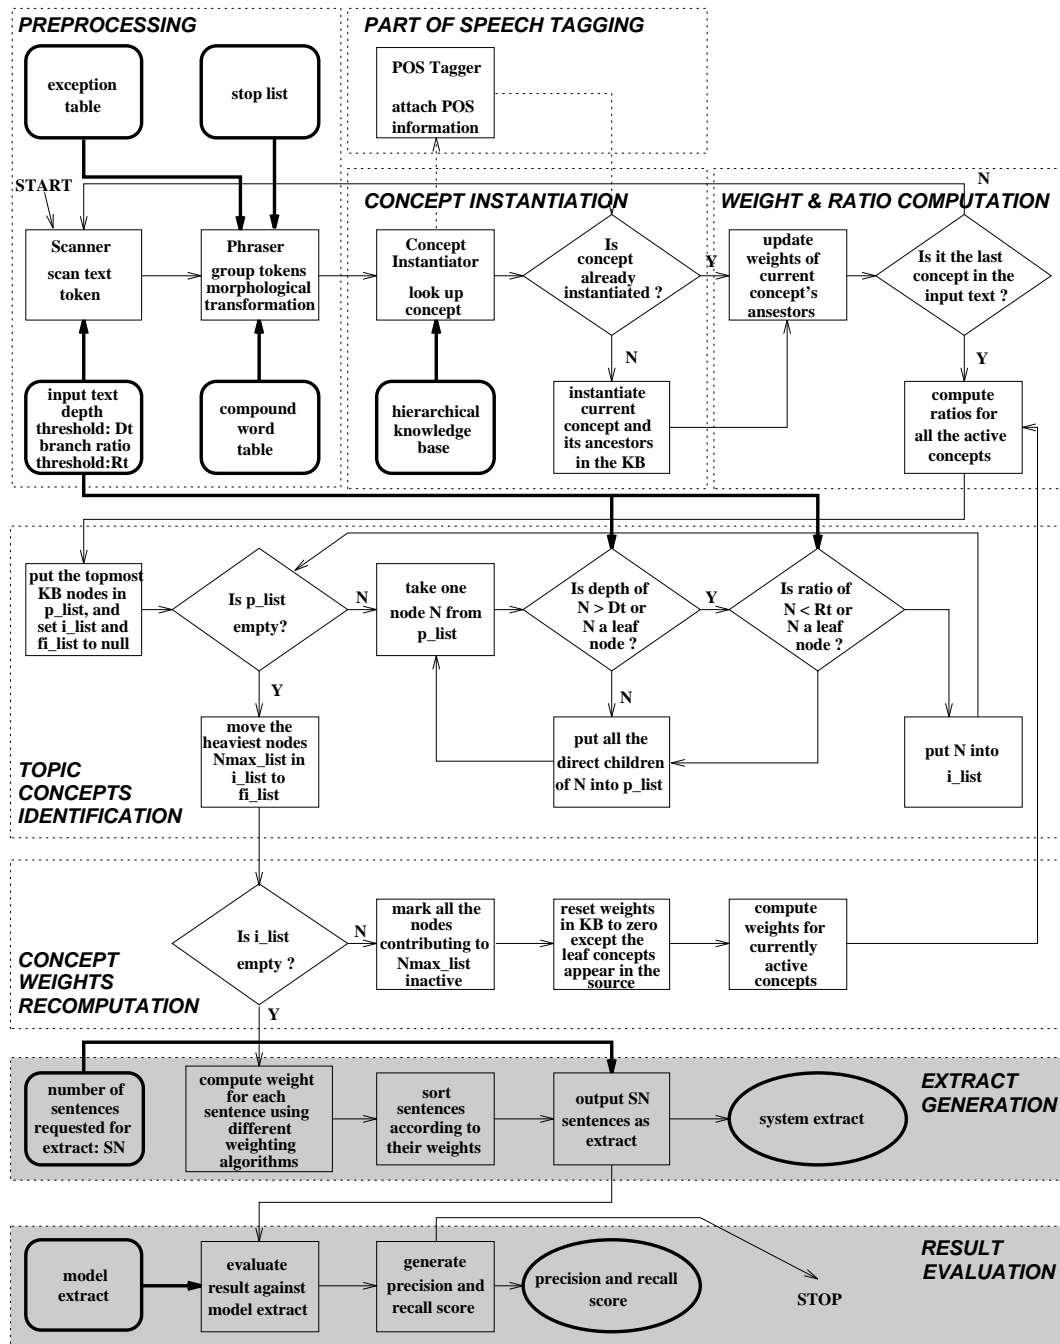 PREPROCESSING
exception
table
stop list
START
Scanner
scan text
token
Phraser
group tokens
morphological
transformation
input text
depth
threshold: Dt
branch ratio
threshold:Rt
compound
word
table
PART OF SPEECH TAGGING
POS Tagger
attach POS
information
CONCEPT INSTANTIATION
Concept
Instantiator
look up
concept
hierarchical
knowledge
base
Is
concept
already
instantiated ?
Y
N
instantiate
current
concept and
its ancestors
in the KB
WEIGHT & RATIO COMPUTATION
N
update
weights of
current
concept's
ansestors
Is it the last
concept in the
input text ?
Y
compute
ratios for
all the active
concepts
put the topmost
KB nodes in
p_list, and
set i_list and
fi_list to null
Is p_list
empty?
N
Y
take one
node N from
p_list
Is depth of
N > Dt or
N a leaf
node ?
Y
N
Is ratio of
N < Rt or
N a leaf
node ?
move the
heaviest nodes
Nmax_list in
i_list to
fi_list
put all the
direct children
of N into p_list
put N into
i_list
TOPIC
CONCEPTS
IDENTIFICATION
Is i_list
empty ?
N
Y
mark all the
nodes
contributing to
Nmax_list
inactive
reset weights
in KB to zero
except the
leaf concepts
appear in the
source
compute
weights for
currently
active
concepts
CONCEPT
WEIGHTS
RECOMPUTATION
number of
sentences
requested for
extract: SN
compute weight
for each
sentence using
different
weighting
algorithms
sort
sentences
according to
their weights
output SN
sentences as
extract
system extract
EXTRACT
GENERATION
model
extract
evaluate
result against
model extract
generate
precision and
recall score
precision and recall
score
STOP
RESULT
EVALUATION